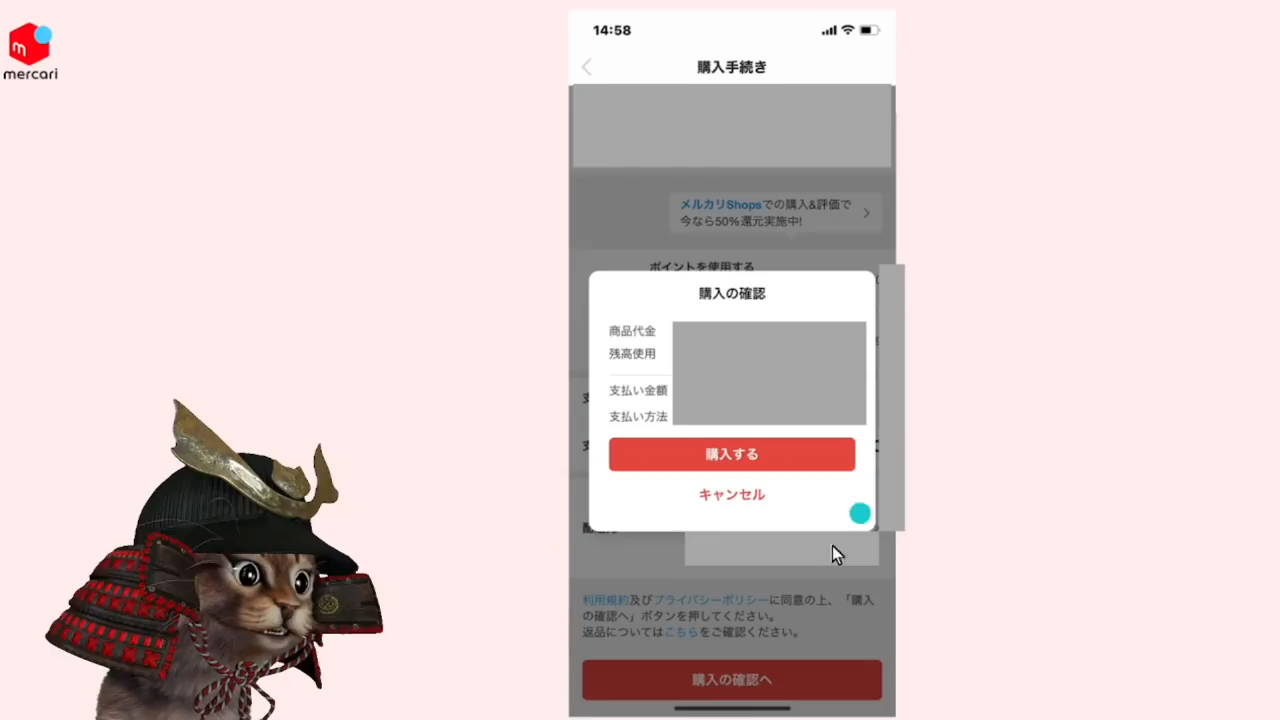 mercari
14:58
購入手続き
メルカリShopsでの購入&評価で
今なら50%還元実施中!
ポイントを使用する
購入の確認
商品代金
残高使用
支払い金額
支払い方法
購入する
キャンセル
利用規約及びプライバシーポリシーに同意の上、「購入
の確認へ」ボタンを押してください。
返品についてはこちらをご確認ください。
購入の確認へ